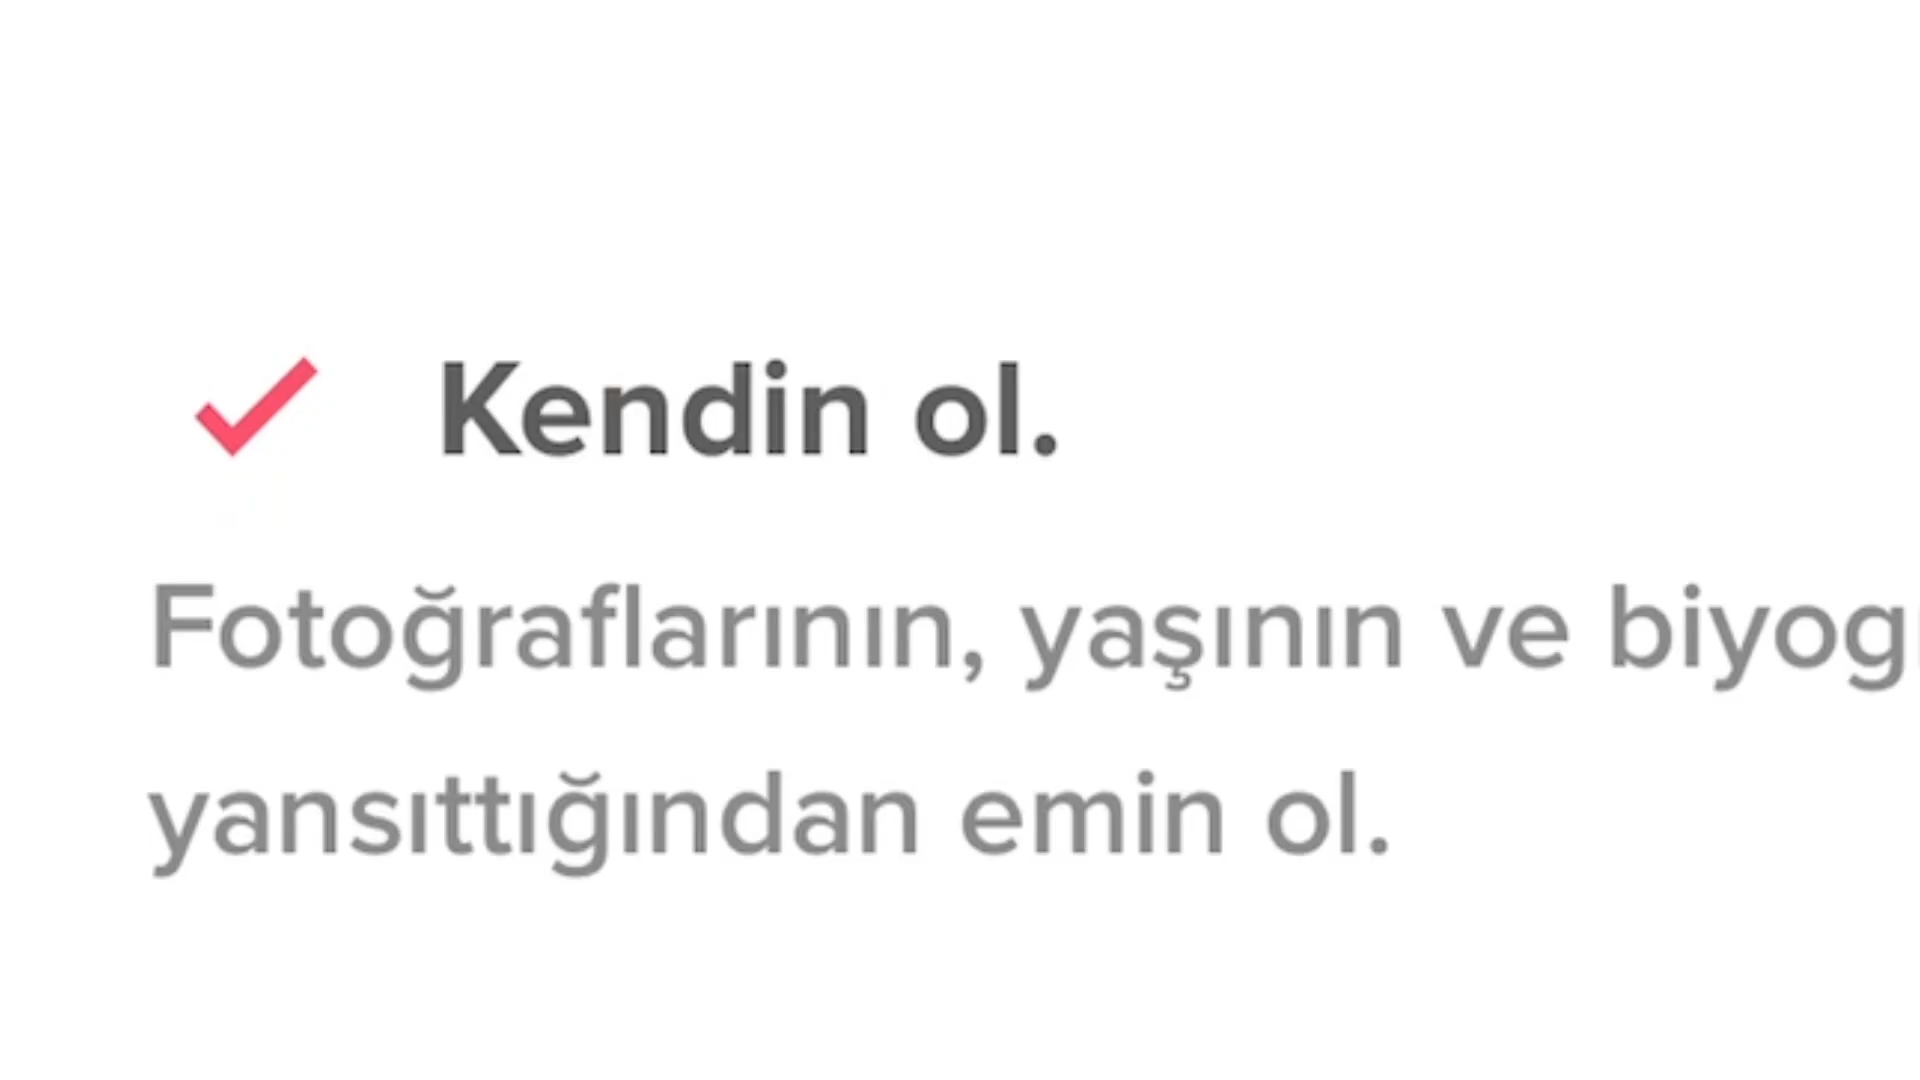 Kendin ol.
Fotoğraflarının, yaşının ve
yansıttığından emin ol.